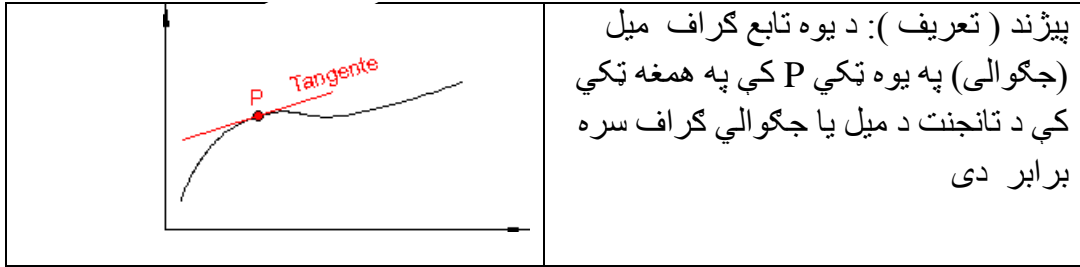 پيژند ( تعريف ): د يوه تابع ګراف ميل
(جګوالی) په يوه ټکي P کې په همغه ټکي
کې د تانجنت د ميل يا جګوالي ګراف سره
برابر دی
Tangente
P